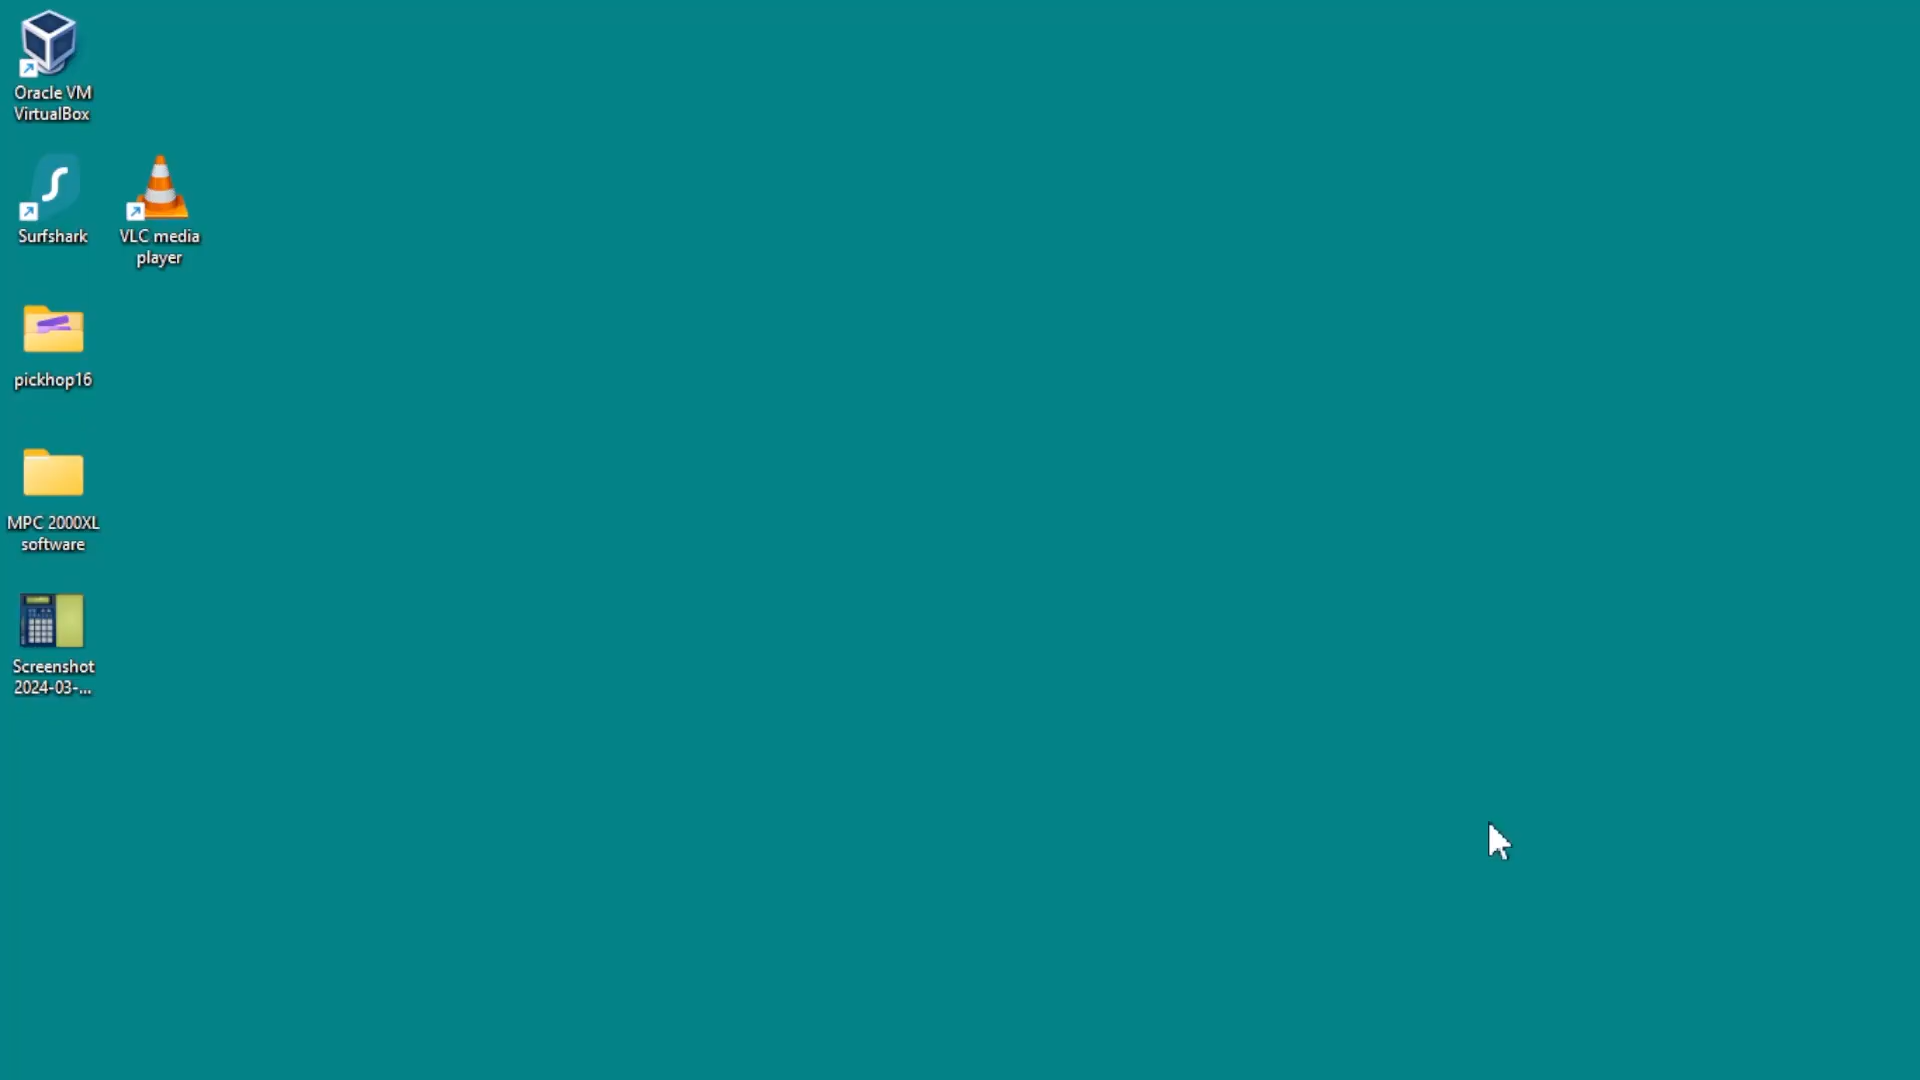 Oracle VM
VirtualBox
Surfshark
VLC media
player
pickhop16
MPC 2000XL
software
Screenshot
2024-03-...